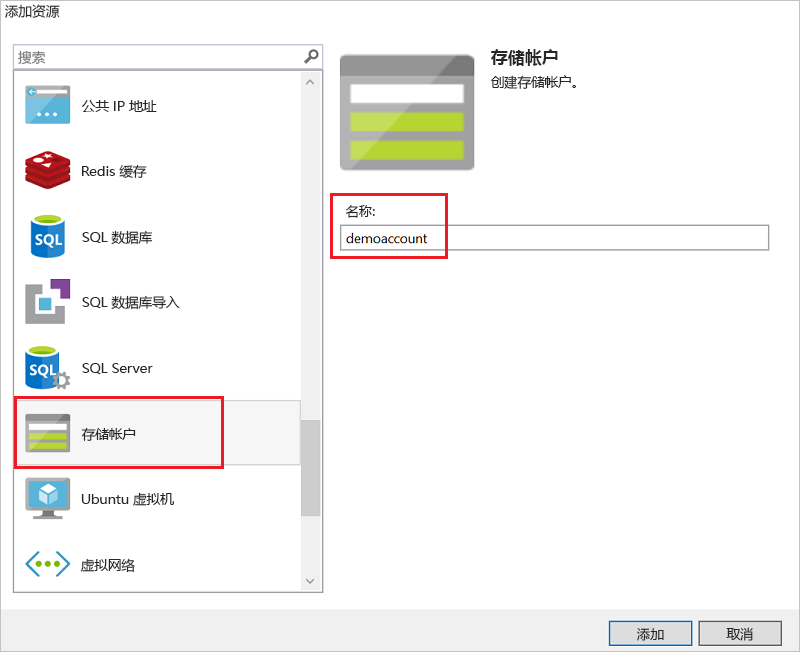 添加资源
搜索
公共 IP 地址
Redis 缓存
SQL
SQL 数据库
SQL 数据库导入
SQL
SQL Server
存储帐户
Ubuntu 虚拟机
虚拟网络
存储帐户
创建存储帐户。
名称:
demoaccount
添加
取消